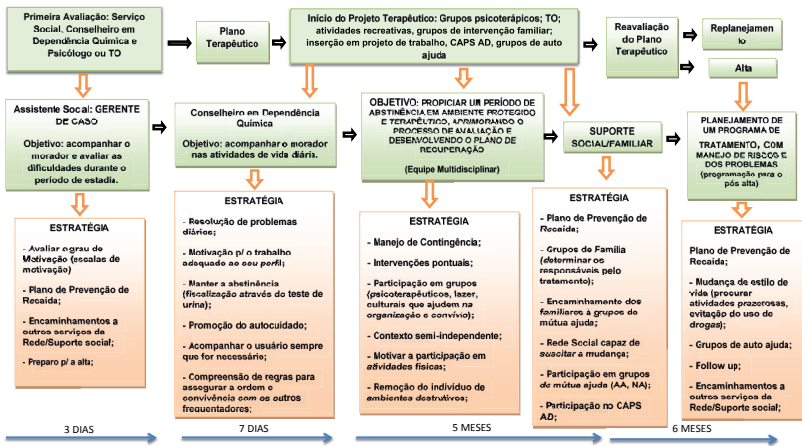 Primeira Avaliação: Serviço
Social, Conselheiro em
Dependência Química e
Psicólogo ou TO
Plano
Terapêutico
Início do Projeto Terapêutico: Grupos psicoterápicos; TO;
atividades recreativas, grupos de intervenção familiar;
inserção em projeto de trabalho, CAPS AD, grupos de auto
ajuda
Reavaliação
do Plano
Terapêutico
Replanejame
nto
Alta
Assistente Social: GERENTE
DE CASO
Objetivo: acompanhar o
morador e avaliar as
dificuldades durante o
período de estadia.
Conselheiro em Dependência
Química
Objetivo: acompanhar o morador
nas atividades de vida diária.
OBJETIVO: PROPICIAR UM PERÍODO DE
ABSTINÊNCIA EM AMBIENTE PROTEGIDO
E TERAPÊUTICO, APRIMORANDO O
PROCESSO DE AVALIAÇÃO E
DESENVOLVENDO O PLANO DE
RECUPERAÇÃO
(Equipe Multidisciplinar)
SUPORTE
SOCIAL/FAMILIAR
PLANEJAMENTO DE
UM PROGRAMA DE
TRATAMENTO, COM
MANEJO DE RISCOS E
DOS PROBLEMAS
(programação para o
pós alta)
ESTRATÉGIA
- Avaliar o grau de
Motivação (escalas de
motivação)
- Plano de Prevenção de
Recaída;
- Encaminhamentos a
outros serviços da
Rede/Suporte social;
- Preparo p/ a alta;
ESTRATÉGIA
- Resolução de problemas
diários;
- Motivação p/ o trabalho
adequado ao seu perfil;
- Manter a abstinência
(fiscalização através do teste de
urina);
- Promoção do autocuidado;
- Acompanhar o usuário sempre
que for necessário;
- Compreensão de regras para
assegurar a ordem e
convivência com os outros
frequentadores;
ESTRATÉGIA
- Manejo de Contingência;
- Intervenções pontuais;
- Participação em grupos
(psicoterapêuticos, lazer,
culturais que ajudem na
organização e convívio);
- Contexto semi-independente;
- Motivar a participação em
atividades físicas;
- Remoção do indivíduo de
ambientes destrutivos;
ESTRATÉGIA
- Plano de Prevenção de
Recaída;
- Grupos de Família
(determinar os
responsáveis pelo
tratamento);
- Encaminhamento dos
familiares à grupos de
mútua ajuda;
- Rede Social capaz de
suscitar a mudança;
- Participação em grupos
de mútua ajuda (AA, NA);
- Participação no CAPS
AD;
ESTRATÉGIA
Plano de Prevenção de
Recaída;
- Mudança de estilo de
vida (procurar
atividades prazerosas,
evitação do uso de
drogas);
- Grupos de auto ajuda;
- Follow up;
- Encaminhamentos a
outros serviços da
Rede/Suporte social;
3 DIAS
7 DIAS
5 MESES
6 MESES